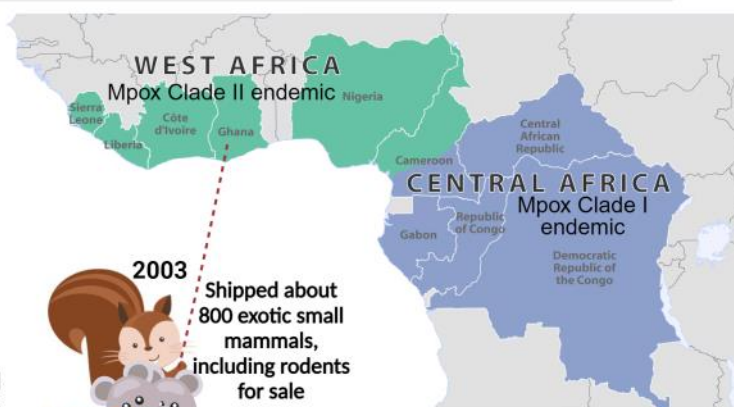 WEST AFRICA
Mpox Clade II endemic
Nigeria
Sierra
Leone
Côte
d'Ivoire
Ghana
Liberia
Central
African
Republic
Cameroon
CENTRAL AFRICA
Mpox Clade I
endemic
Republic
of Congo
Gabon
Democratic
Republic of
the Congo
2003
Shipped about
800 exotic small
mammals,
including rodents
for sale